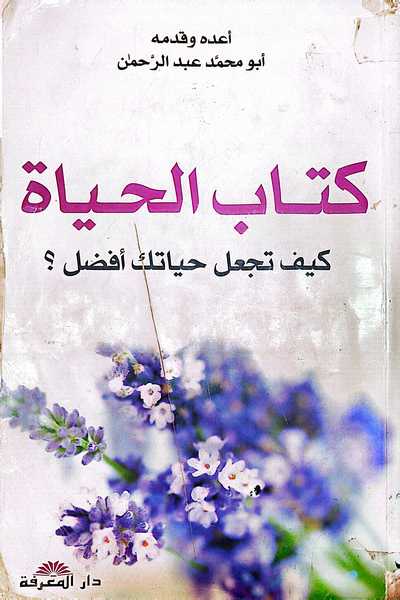 أعده وقدمه
أبو محمد عبد الرحمن
كتاب الحياة
كيف تجعل حياتك أفضل ؟
دار المعرفة